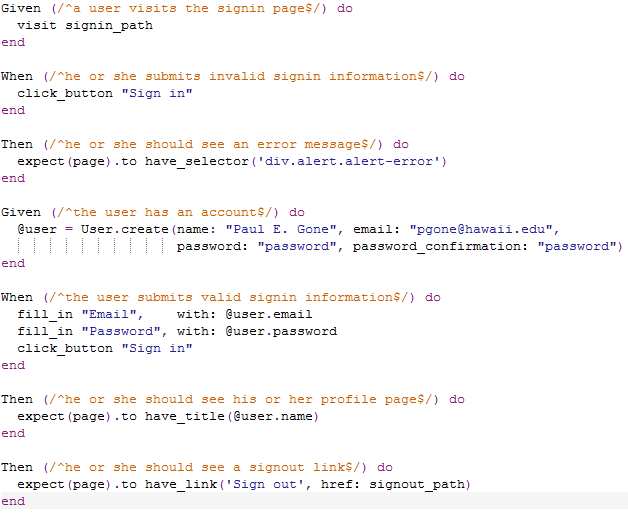 Given (/^a user visits the signin page$/) do
  visit signin_path
end

When (/^he or she submits invalid signin information$/) do
  click_button "Sign in"
end

Then (/^he or she should see an error message$/) do
  expect(page).to have_selector('div.alert.alert-error')
end

Given (/^the user has an account$/) do
  @user = User.create(name: "Paul E. Gone", email: "pgone@hawaii.edu",
                      password: "password", password_confirmation: "password")
end

When (/^the user submits valid signin information$/) do
  fill_in "Email",    with: @user.email
  fill_in "Password", with: @user.password
  click_button "Sign in"
end

Then (/^he or she should see his or her profile page$/) do
  expect(page).to have_title(@user.name)
end

Then (/^he or she should see a signout link$/) do
  expect(page).to have_link('Sign out', href: signout_path)
end